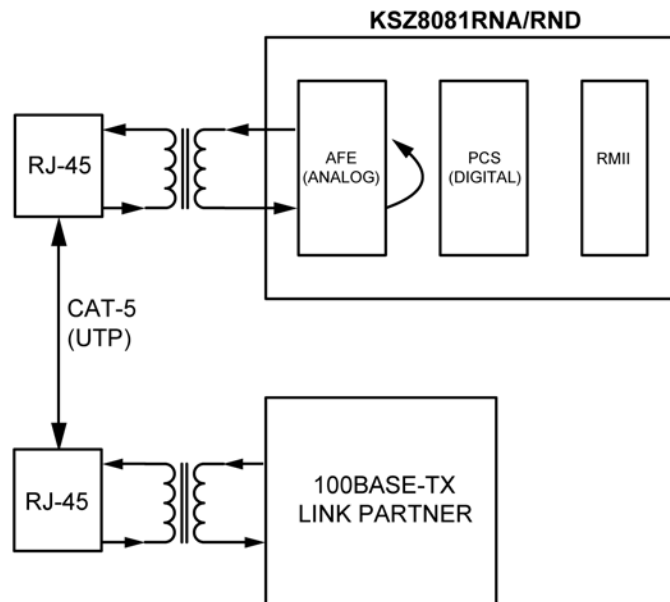 KSZ8081RNA/RND
RJ-45
AFE
(ANALOG)
PCS
(DIGITAL)
RMII
CAT-5
(UTP)
RJ-45
100BASE-TX
LINK PARTNER